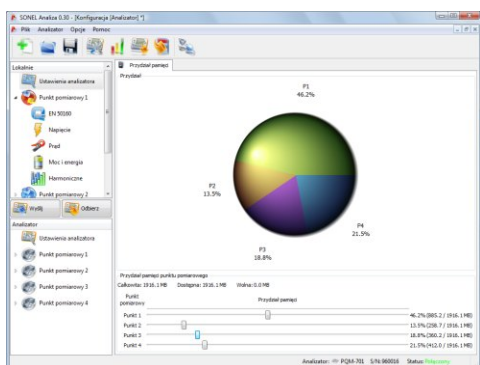 SONEL Analiza 0.30 - [Konfiguracja [Analizator] *]
Plik Analizator Opcje Pomoc
Lokalnie
Ustawienia analizatora
Punkt pomiarowy 1
EN 50160
Napięcie
Prąd
Moc i energia
Harmoniczne
Punkt pomiarowy 2
Wyślij Odbierz
Analizator
Ustawienia analizatora
Punkt pomiarowy 1
Punkt pomiarowy 2
Punkt pomiarowy 3
Punkt pomiarowy 4
Przydział pamięci
Przydział
P1
46.2%
P2
13.5%
P4
21.5%
P3
18.8%
Przydział pamięci punktu pomiarowego
Całkowita: 1916.1 MB Dostępna: 1916.1 MB Wolna: 0.0 MB
Punkt pomiarowy Przydział pamięci
Punkt 1 46.2% (885.2 / 1916.1 MB)
Punkt 2 13.5% (258.7 / 1916.1 MB)
Punkt 3 18.8% (360.2 / 1916.1 MB)
Punkt 4 21.5% (412.0 / 1916.1 MB)
Analizator: PQM-701 S/N: 960016 Status: Połączony